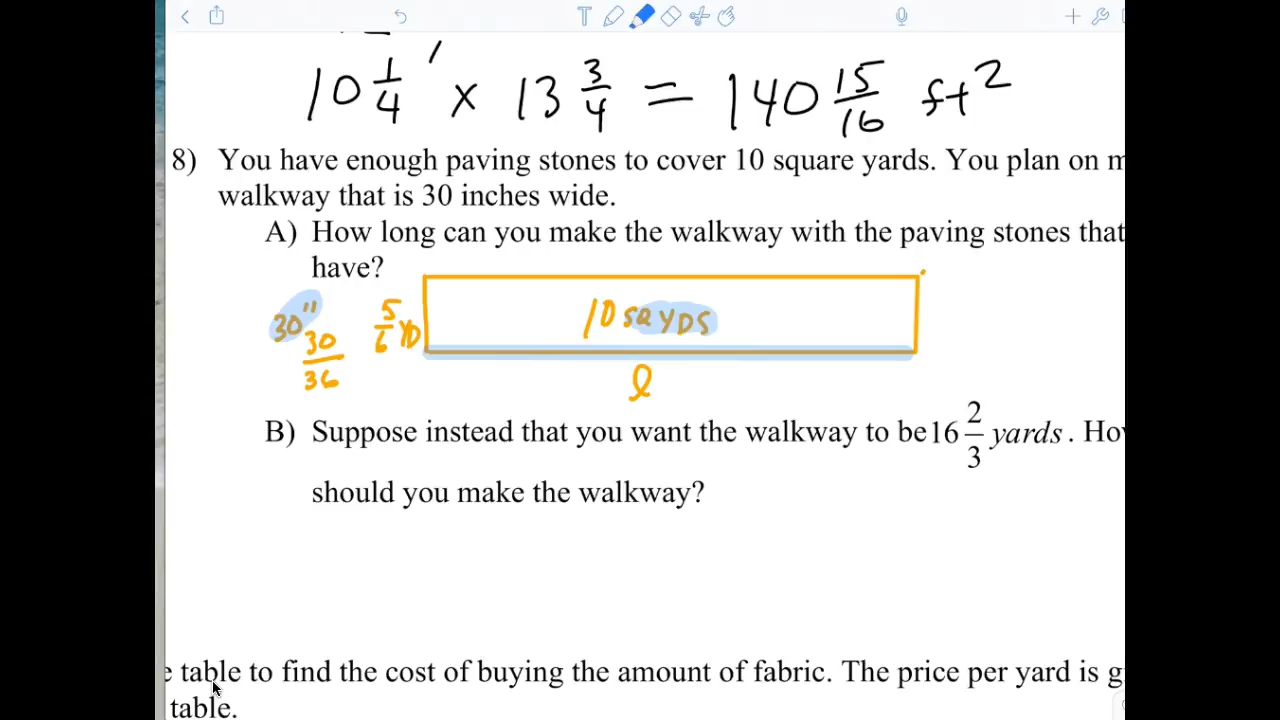 10 1/4 ' x 13 3/4 = 140 15/16 ft²
8) You have enough paving stones to cover 10 square yards. You plan on m
walkway that is 30 inches wide.
A) How long can you make the walkway with the paving stones that
have?
30" 30/36 5/6 YD 10 SQ YDS
l
B) Suppose instead that you want the walkway to be 16 2/3 yards. Ho
should you make the walkway?
e table to find the cost of buying the amount of fabric. The price per yard is g
table.